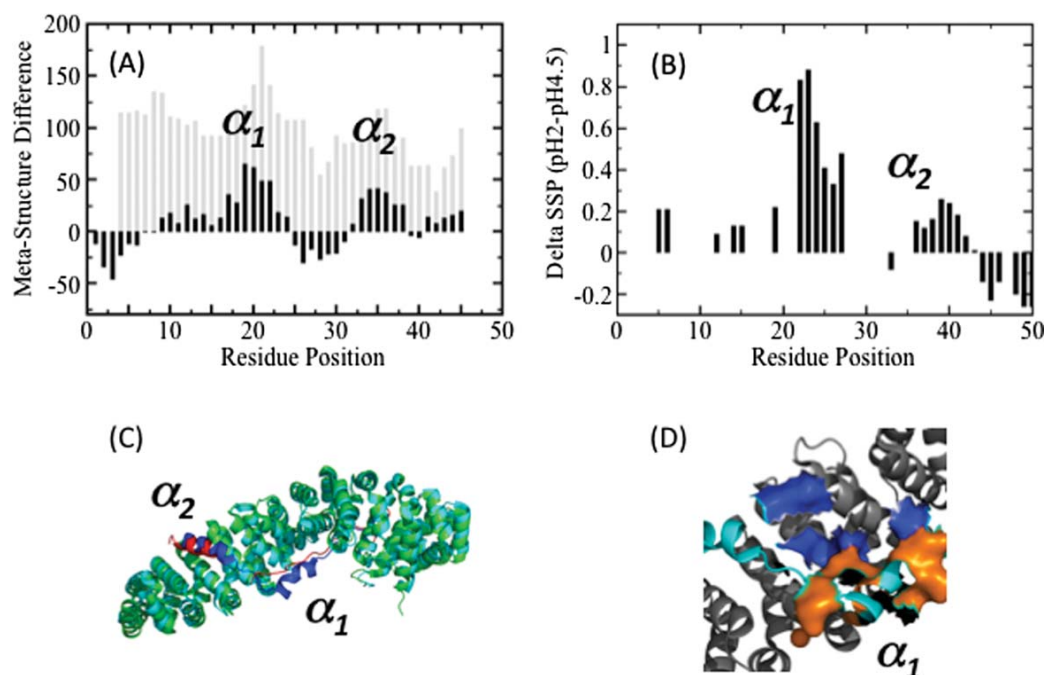 (A)
Meta-Structure Difference
200
150
100
50
0
-50
α1
α2
0 10 20 30 40 50
Residue Position
(B)
Delta SSP (pH2-pH4.5)
1
0.8
0.6
0.4
0.2
0
-0.2
α1
α2
0 10 20 30 40 50
Residue Position
(C)
α2
α1
(D)
α1